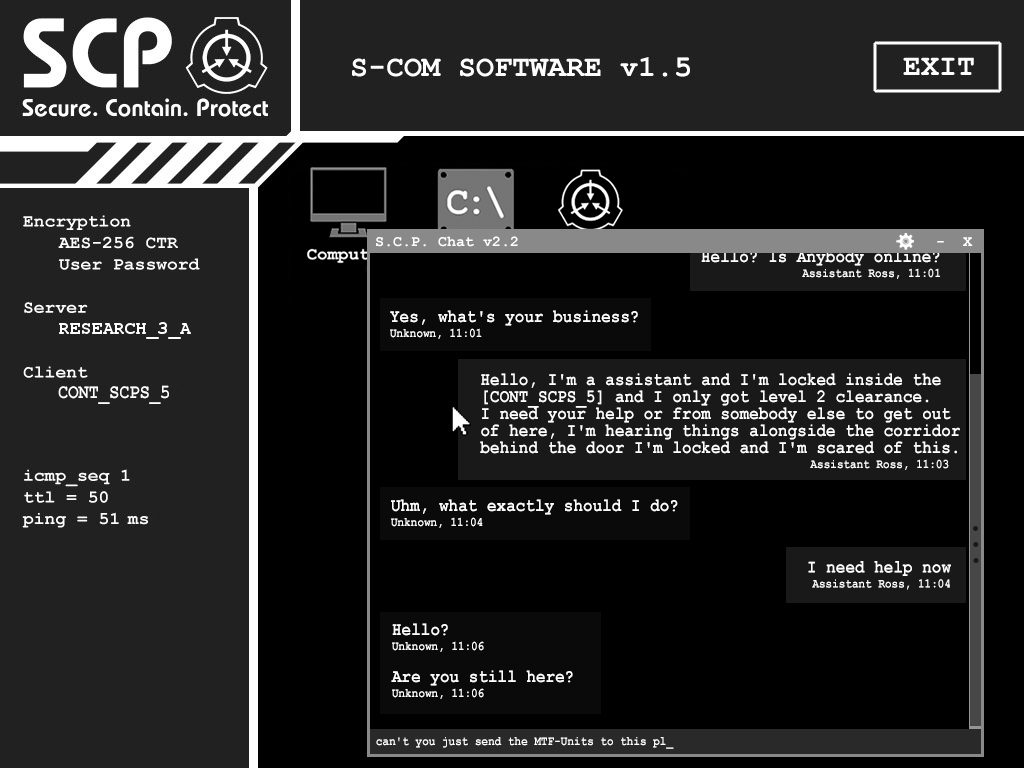 SCP
Secure. Contain. Protect
S-COM SOFTWARE v1.5
EXIT
Encryption
AES-256 CTR
User Password
Server
RESEARCH_3_A
Client
CONT_SCPS_5
icmp_seq 1
ttl = 50
ping = 51 ms
C:\
Comput
S.C.P. Chat v2.2
- X
Hello? Is Anybody online?
Assistant Ross, 11:01
Yes, what's your business?
Unknown, 11:01
Hello, I'm a assistant and I'm locked inside the
[CONT_SCPS_5] and I only got level 2 clearance.
I need your help or from somebody else to get out
of here, I'm hearing things alongside the corridor
behind the door I'm locked and I'm scared of this.
Assistant Ross, 11:03
Uhm, what exactly should I do?
Unknown, 11:04
I need help now
Assistant Ross, 11:04
Hello?
Unknown, 11:06
Are you still here?
Unknown, 11:06
can't you just send the MTF-Units to this pl_